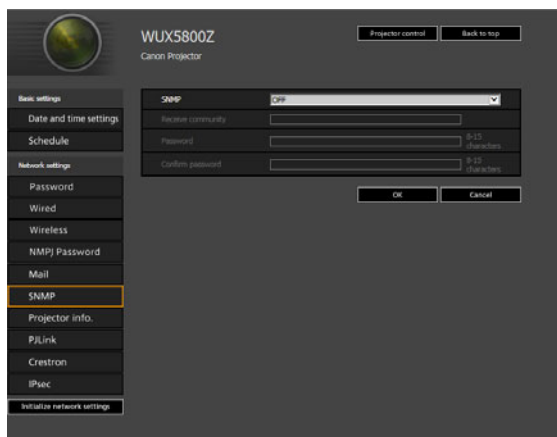 WUX5800Z
Canon Projector
Projector control
Back to top
Basic settings
Date and time settings
Schedule
Network settings
Password
Wired
Wireless
NMPJ Password
Mail
SNMP
Projector info.
PJLink
Crestron
IPsec
Initialize network settings
SNMP OFF
Receive community
Password 8-15
characters
Confirm password 8-15
characters
OK
Cancel